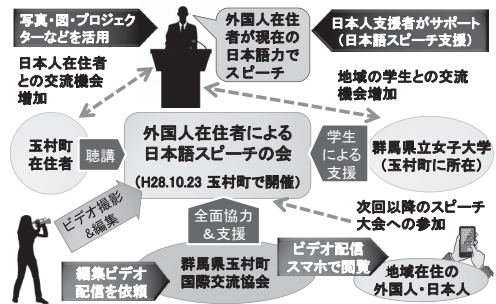 写真・図・プロジェク
ターなどを活用
外国人在住
者が現在の
日本語力で
スピーチ
日本人支援者がサポート
(日本語スピーチ支援)
日本人在住者
との交流機会
増加
地域の学生との交流
機会増加
玉村町
在住者
聴講
外国人在住者による
日本語スピーチの会
(H28.10.23 玉村町で開催)
学生
による
支援
群馬県立女子大学
(玉村町に所在)
ビデオ撮影
&編集
全面協力
&支援
次回以降のスピーチ
大会への参加
編集ビデオ
配信を依頼
群馬県玉村町
国際交流協会
ビデオ配信
スマホで閲覧
地域在住の
外国人・日本人